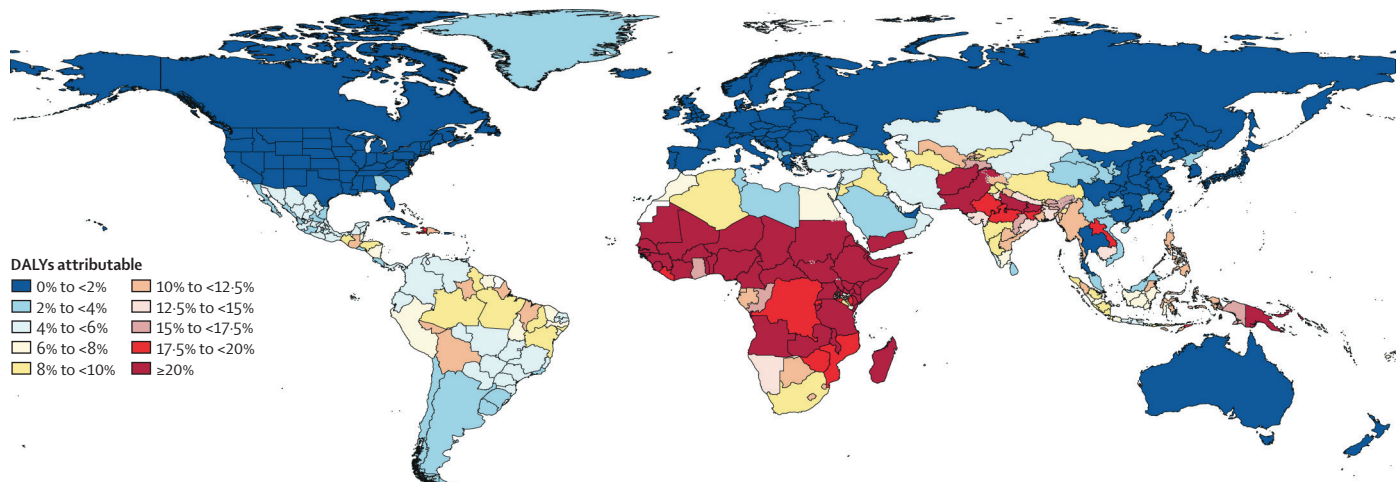 DALYs attributable
0% to <2%
2% to <4%
4% to <6%
6% to <8%
8% to <10%
10% to <12·5%
12·5% to <15%
15% to <17·5%
17·5% to <20%
≥20%